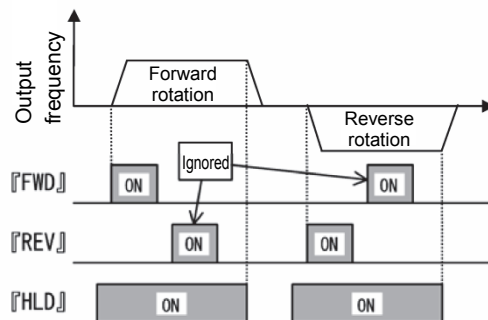 Output
frequency
Forward
rotation
Reverse
rotation
Ignored
『FWD』
ON
ON
『REV』
ON
ON
『HLD』
ON
ON